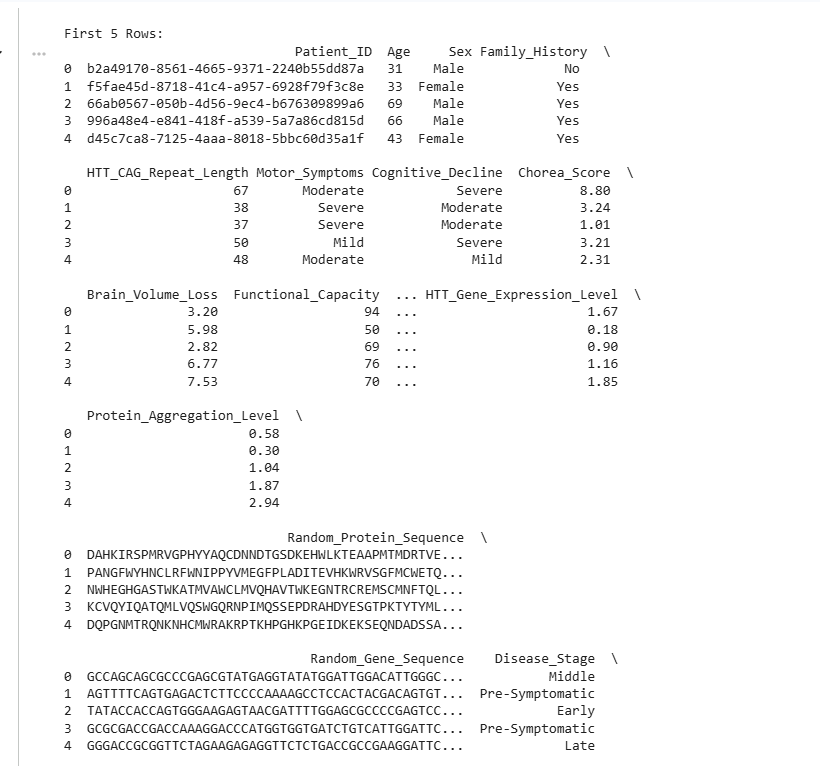 First 5 Rows:
                             Patient_ID  Age     Sex Family_History  \
0  b2a49170-8561-4665-9371-2240b55dd87a   31    Male             No
1  f5fae45d-8718-41c4-a957-6928f79f3c8e   33  Female            Yes
2  66ab0567-050b-4d56-9ec4-b676309899a6   69    Male            Yes
3  996a48e4-e841-418f-a539-5a7a86cd815d   66    Male            Yes
4  d45c7ca8-7125-4aaa-8018-5bbc60d35a1f   43  Female            Yes
   HTT_CAG_Repeat_Length Motor_Symptoms Cognitive_Decline  Chorea_Score  \
0                     67       Moderate            Severe          8.80
1                     38         Severe          Moderate          3.24
2                     37         Severe          Moderate          1.01
3                     50           Mild            Severe          3.21
4                     48       Moderate              Mild          2.31
   Brain_Volume_Loss  Functional_Capacity  ... HTT_Gene_Expression_Level  \
0               3.20                   94  ...                      1.67
1               5.98                   50  ...                      0.18
2               2.82                   69  ...                      0.90
3               6.77                   76  ...                      1.16
4               7.53                   70  ...                      1.85
   Protein_Aggregation_Level  \
0                       0.58
1                       0.30
2                       1.04
3                       1.87
4                       2.94
                             Random_Protein_Sequence  \
0  DAHKIRSPMRVGPHYYAQCDNNDTGSDKEHWLKTEAAPMTMDRTVE...
1  PANGFWYHNCLRFWNIPPYVMEGFPLADITEVHKWRVSGFMCWETQ...
2  NWHEGHGASTWKATMVAWCLMVQHAVTWKEGNTRCREMSCMNFTQL...
3  KCVQYIQATQMLVQSWGQRNPIMQSSEPDRAHDYESGTPKTYTYML...
4  DQPGNMTRQNKNHCMWRAKRPTKHPGHKPGEIDKEKSEQNDADSSA...
                                Random_Gene_Sequence    Disease_Stage  \
0  GCCAGCAGCGCCCGAGCGTATGAGGTATATGGATTGGACATTGGGC...           Middle
1  AGTTTTCAGTGAGACTCTTCCCCAAAAGCCTCCACTACGACAGTGT...  Pre-Symptomatic
2  TATACCACCAGTGGGAAGAGTAACGATTTTGGAGCGCCCCGAGTCC...            Early
3  GCGCGACCGACCAAAGGACCCATGGTGGTGATCTGTCATTGGATTC...  Pre-Symptomatic
4  GGGACCGCGGTTCTAGAAGAGAGGTTCTCTGACCGCCGAAGGATTC...             Late